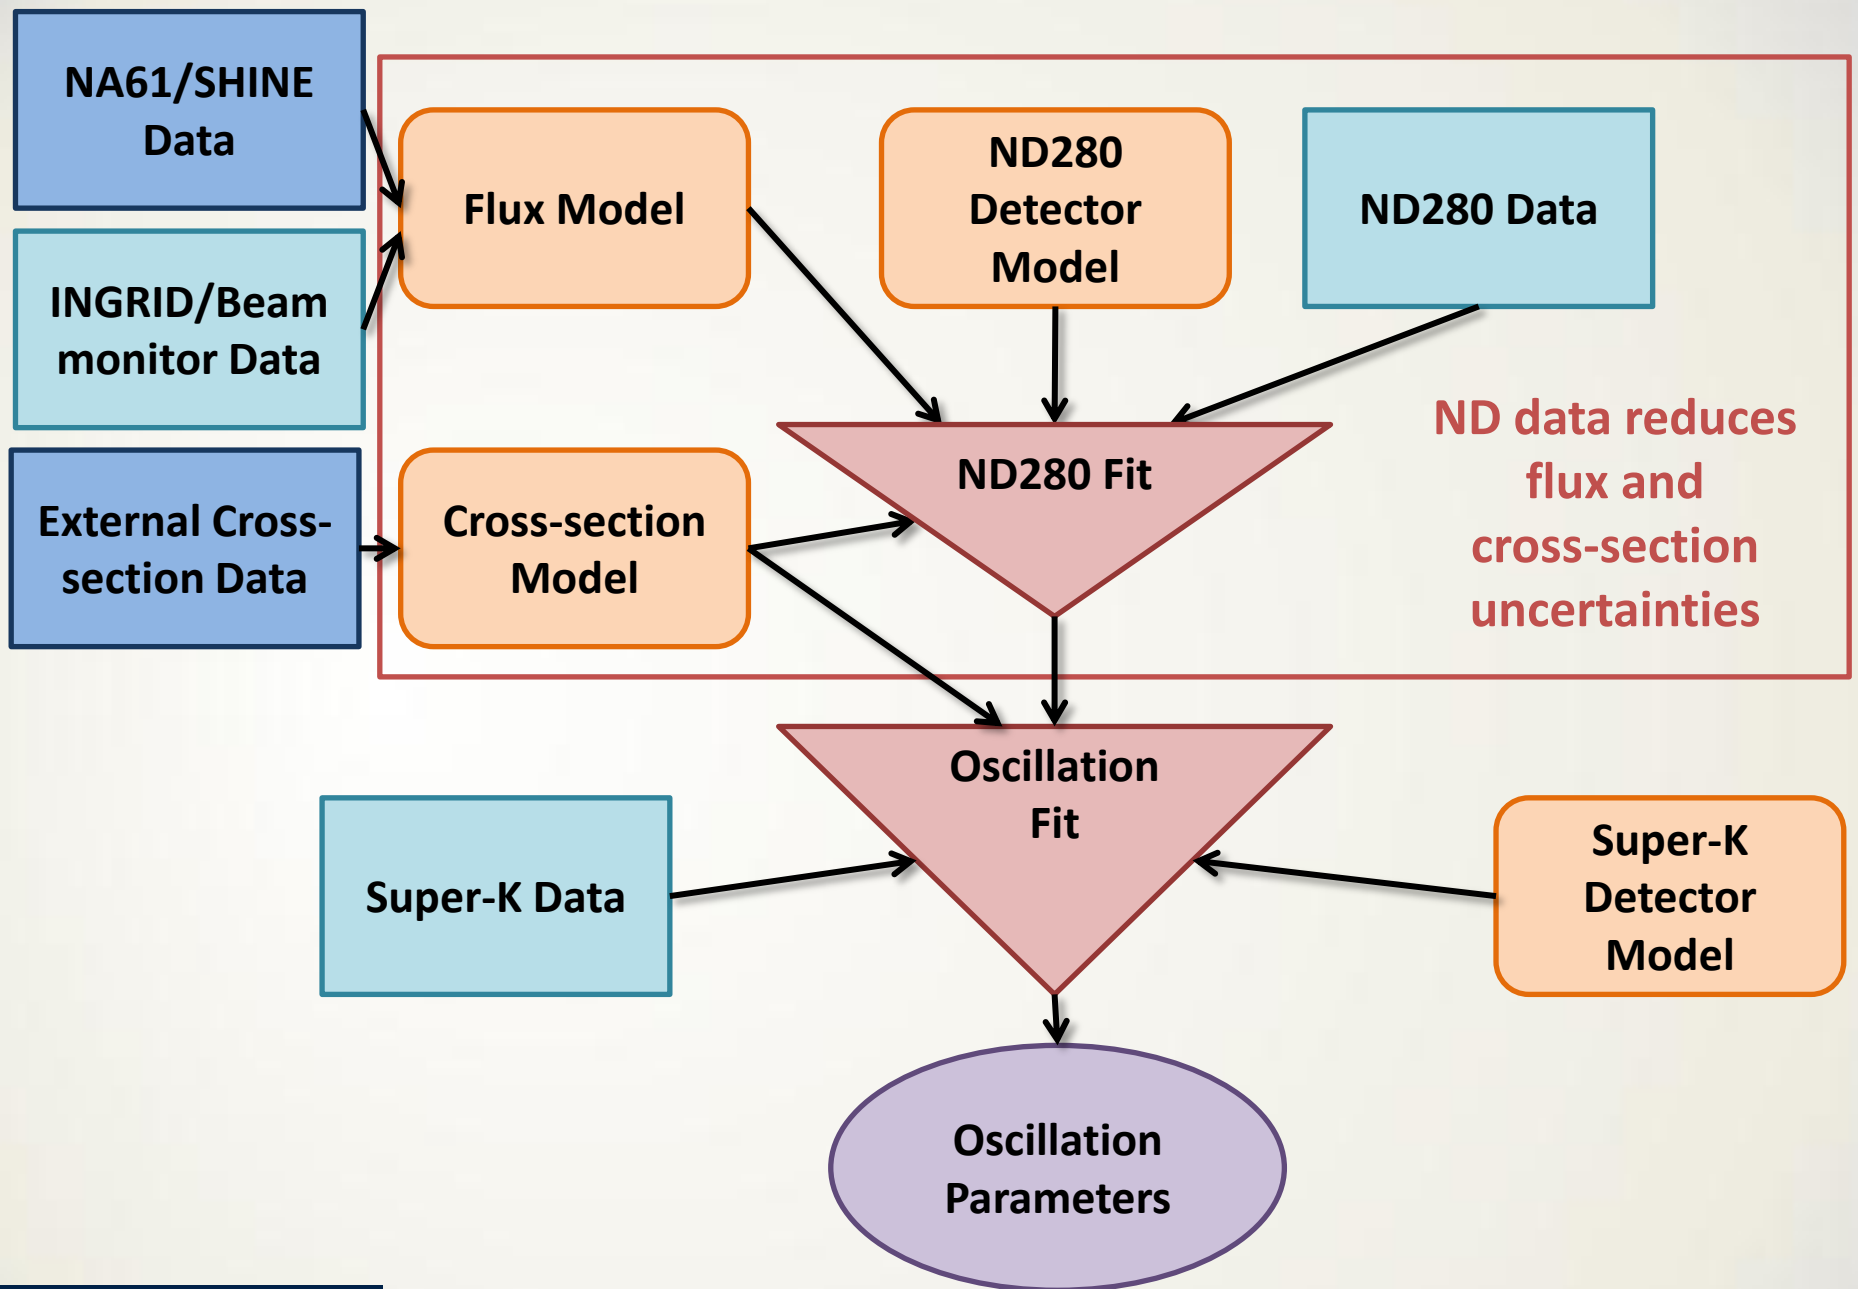 NA61/SHINE
Data
Flux Model
ND280
Detector
Model
ND280 Data
INGRID/Beam
monitor Data
ND data reduces
flux and
cross-section
uncertainties
ND280 Fit
External Cross-
section Data
Cross-section
Model
Oscillation
Fit
Super-K Data
Super-K
Detector
Model
Oscillation
Parameters